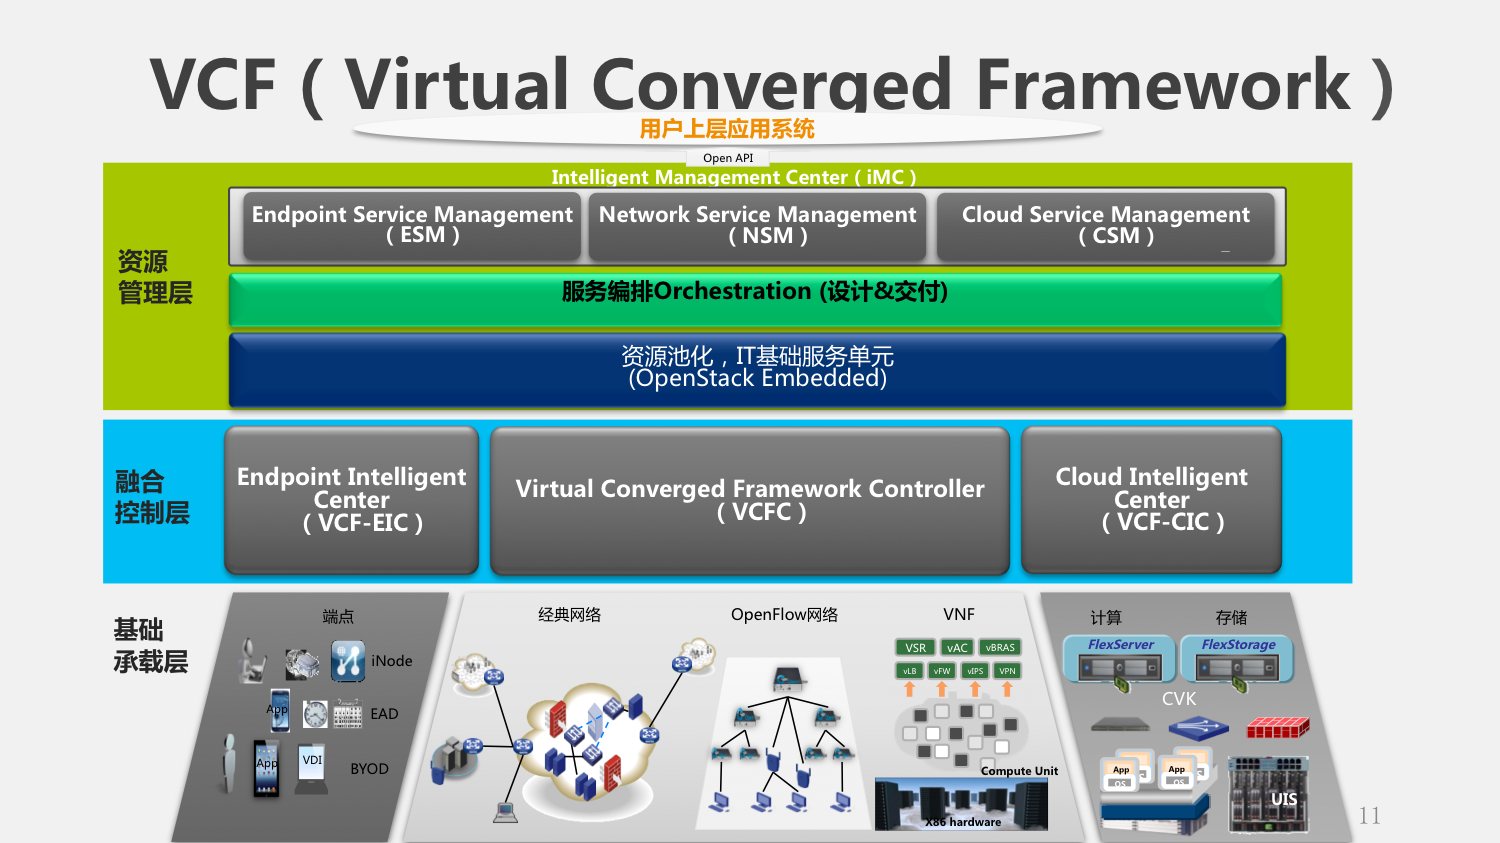 VCF（Virtual Converged Framework）
用户上层应用系统
Open API
Intelligent Management Center（iMC）
资源
管理层
Endpoint Service Management
（ESM）
Network Service Management
（NSM）
Cloud Service Management
（CSM）
服务编排Orchestration (设计&交付)
资源池化，IT基础服务单元
(OpenStack Embedded)
融合
控制层
Endpoint Intelligent
Center
（VCF-EIC）
Virtual Converged Framework Controller
（VCFC）
Cloud Intelligent
Center
（VCF-CIC）
基础
承载层
端点
iNode
App
EAD
App
VDI
BYOD
经典网络
OpenFlow网络
VNF
VSR
vAC
vBRAS
vLB
vFW
vIPS
VPN
Compute Unit
X86 hardware
计算
存储
FlexServer
FlexStorage
CVK
App
OS
App
OS
UIS
11